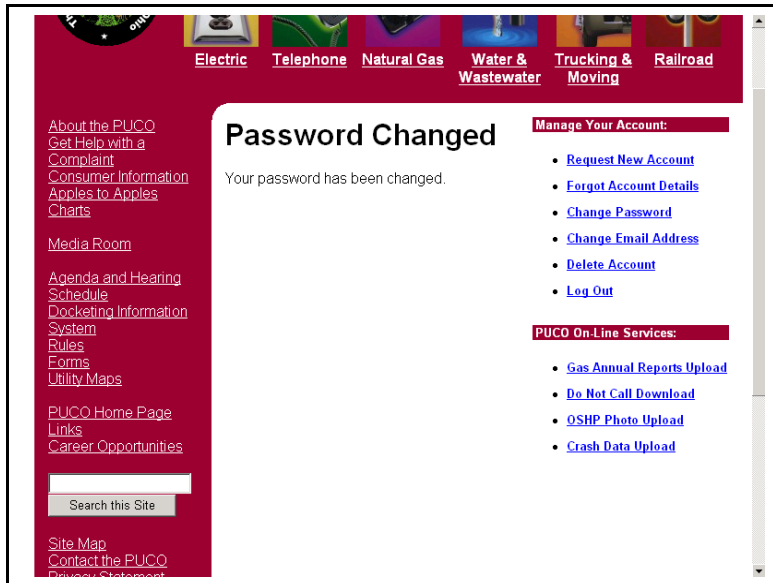 Ohio
Electric
Telephone
Natural Gas
Water &
Wastewater
Trucking &
Moving
Railroad
About the PUCO
Get Help with a
Complaint
Consumer Information
Apples to Apples
Charts
Media Room
Agenda and Hearing
Schedule
Docketing Information
System
Rules
Forms
Utility Maps
PUCO Home Page
Links
Career Opportunities
Search this Site
Site Map
Contact the PUCO
Privacy Statement
Password Changed
Your password has been changed.
Manage Your Account:
Request New Account
Forgot Account Details
Change Password
Change Email Address
Delete Account
Log Out
PUCO On-Line Services:
Gas Annual Reports Upload
Do Not Call Download
OSHP Photo Upload
Crash Data Upload